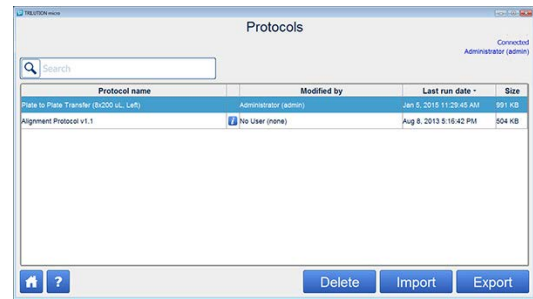 TRILUTION micro
Protocols
Connected
Administrator (admin)
Search
Protocol name Modified by Last run date Size
Plate to Plate Transfer (8x200 uL, Left) Administrator (admin) Jan 5, 2015 11:29:45 AM 991 KB
Alignment Protocol v1.1 i No User (none) Aug 8, 2013 5:16:42 PM 504 KB
? Delete Import Export